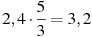 2,4 · 5/3 = 3,2